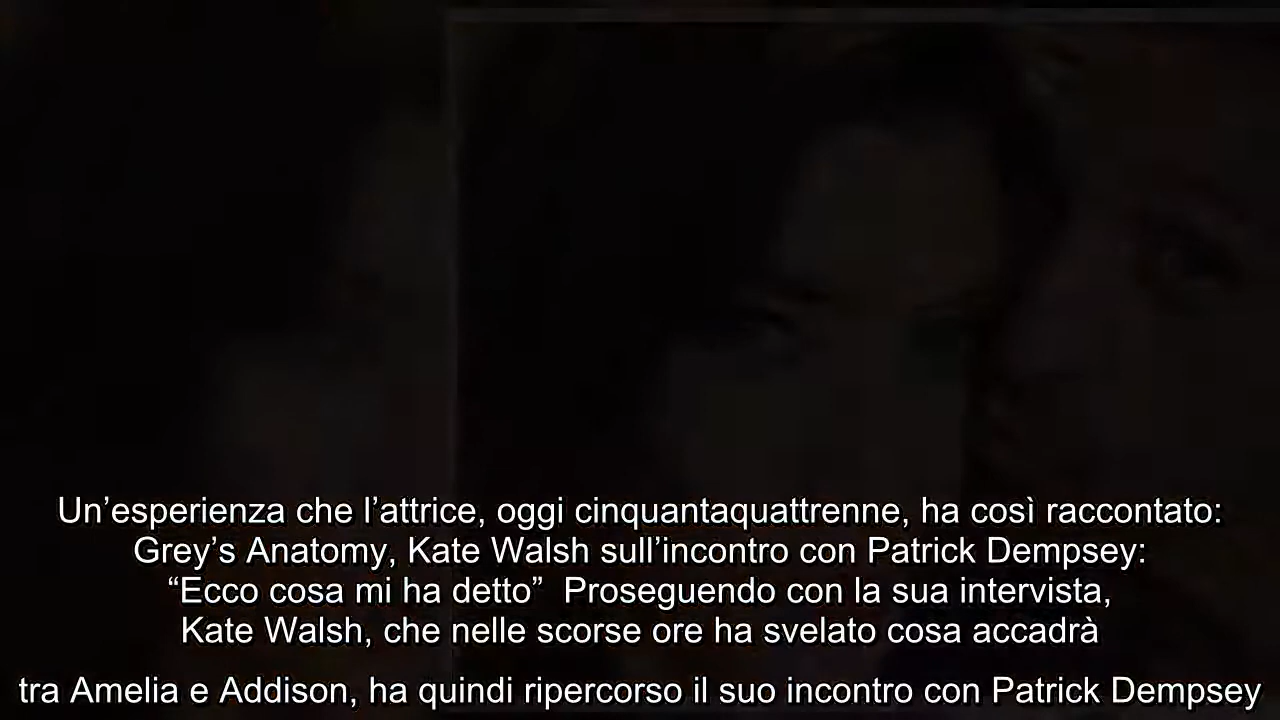 Un’esperienza che l’attrice, oggi cinquantaquattrenne, ha così raccontato:
Grey’s Anatomy, Kate Walsh sull’incontro con Patrick Dempsey:
“Ecco cosa mi ha detto”  Proseguendo con la sua intervista,
Kate Walsh, che nelle scorse ore ha svelato cosa accadrà
tra Amelia e Addison, ha quindi ripercorso il suo incontro con Patrick Dempsey